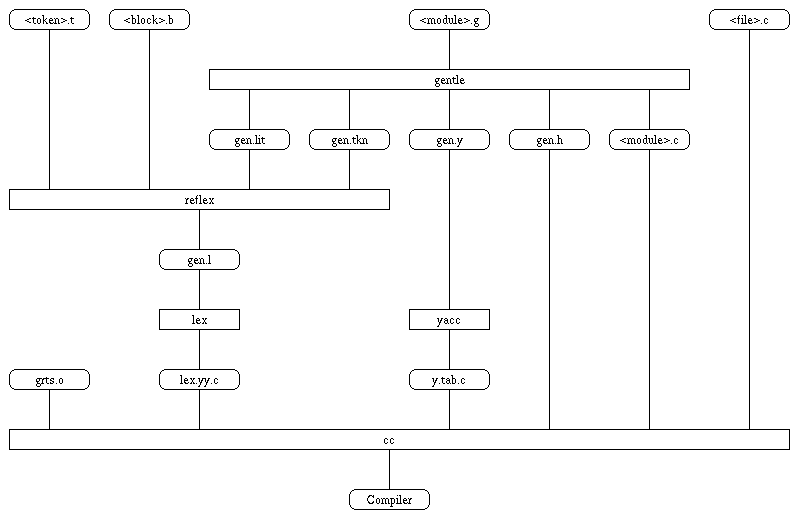 <token>.t
<block>.b
<module>.g
<file>.c
gentle
gen.lit
gen.tkn
gen.y
gen.h
<module>.c
reflex
gen.l
lex
yacc
grts.o
lex.yy.c
y.tab.c
cc
Compiler